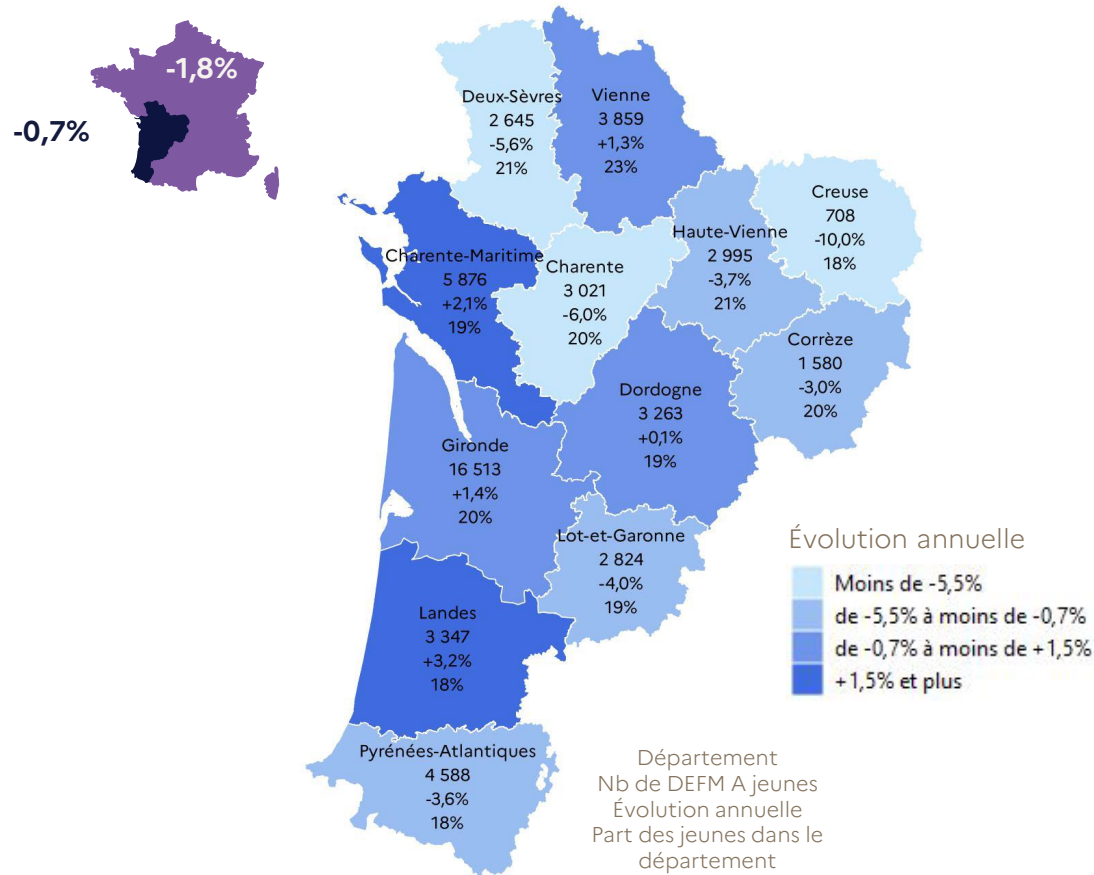 -1,8%
-0,7%
Deux-Sèvres
2 645
-5,6%
21%
Vienne
3 859
+1,3%
23%
Creuse
708
-10,0%
18%
Haute-Vienne
2 995
-3,7%
21%
Charente-Maritime
5 876
+2,1%
19%
Charente
3 021
-6,0%
20%
Corrèze
1 580
-3,0%
20%
Dordogne
3 263
+0,1%
19%
Gironde
16 513
+1,4%
20%
Lot-et-Garonne
2 824
-4,0%
19%
Landes
3 347
+3,2%
18%
Pyrénées-Atlantiques
4 588
-3,6%
18%
Évolution annuelle
Moins de -5,5%
de -5,5% à moins de -0,7%
de -0,7% à moins de +1,5%
+1,5% et plus
Département
Nb de DEFM A jeunes
Évolution annuelle
Part des jeunes dans le
département